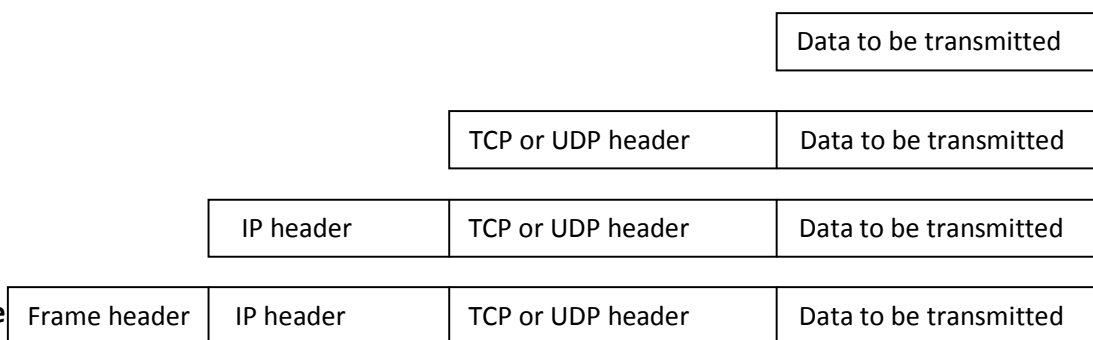 Data to be transmitted
TCP or UDP header Data to be transmitted
IP header TCP or UDP header Data to be transmitted
e Frame header IP header TCP or UDP header Data to be transmitted